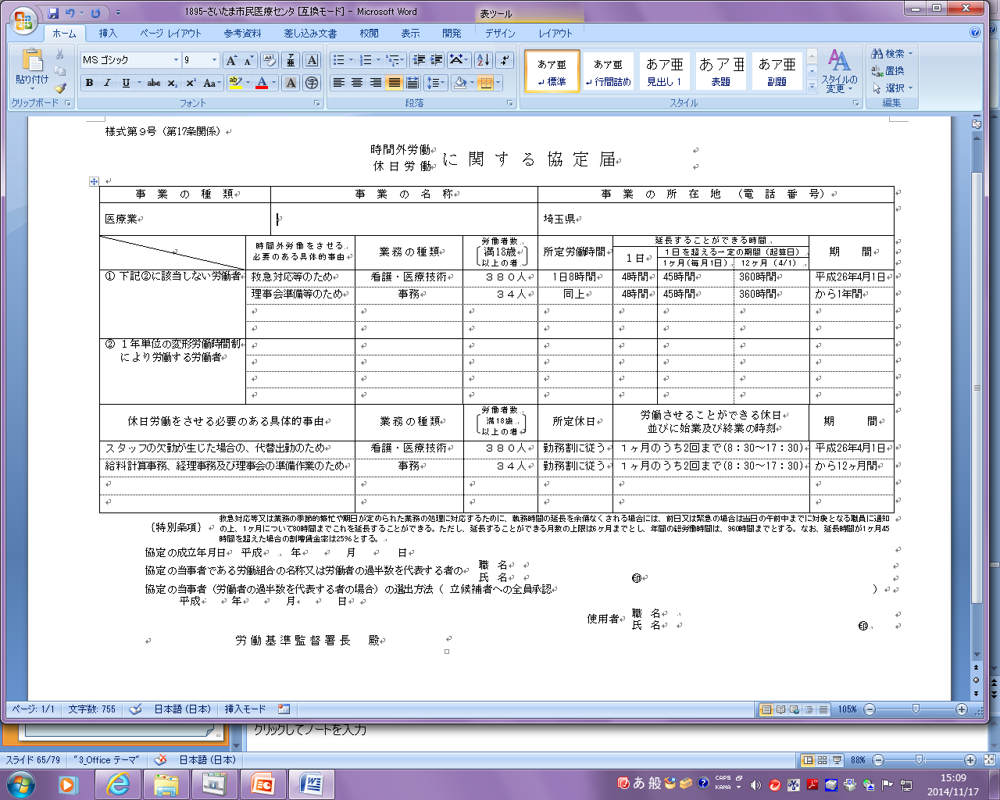 1895-さいたま市民医療センタ [互換モード] - Microsoft Word
表ツール
ホーム 挿入 ページ レイアウト 参考資料 差し込み文書 校閲 表示 開発 デザイン レイアウト
貼り付け
MS ゴシック 9
あア亜 あア亜 あア亜 あア亜 あア亜
標準 行間詰め 見出し 1 表題 副題
スタイルの変更
検索
置換
選択
クリップボード フォント 段落 スタイル 編集
様式第9号（第17条関係）
時間外労働
休日労働
に関する協定届
事業の種類 事業の名称 事業の所在地（電話番号）
医療業 埼玉県
時間外労働をさせる必要のある具体的事由 業務の種類 労働者数 満18歳以上の者 所定労働時間 延長することができる時間 期間
1日 1日を超える一定の期間（起算日）
1ヶ月(毎月1日) 12ヶ月（4/1）
① 下記②に該当しない労働者 救急対応等のため 看護・医療技術 380人 1日8時間 4時間 45時間 360時間 平成26年4月1日
理事会準備等のため 事務 34人 同上 4時間 45時間 360時間 から1年間
② 1年単位の変形労働時間制
により労働する労働者
休日労働をさせる必要のある具体的事由 業務の種類 労働者数 満18歳以上の者 所定休日 労働させることができる休日並びに始業及び終業の時刻 期間
スタッフの欠勤が生じた場合の、代替出勤のため 看護・医療技術 380人 勤務割に従う 1ヶ月のうち2回まで(8：30～17：30) 平成26年4月1日
給料計算事務、経理事務及び理事会の準備作業のため 事務 34人 勤務割に従う 1ヶ月のうち2回まで(8：30～17：30) から12ヶ月間
｛特別条項｝
救急対応等又は業務の季節的繁忙や期日が定められた業務の処理に対応するために、執務時間の延長を余儀なくされる場合には、前日又は緊急の場合は当日の午前中までに対象となる職員に通知
の上、1ヶ月について80時間までこれを延長することができる。ただし、延長することができる月数の上限は6ヶ月までとし、年間の総労働時間は、960時間までとする。なお、延長時間が1ヶ月45
時間を超えた場合の割増賃金率は25%とする。
協定の成立年月日 平成 年 月 日
協定の当事者である労働組合の名称又は労働者の過半数を代表する者の 職名
氏名 ㊞
協定の当事者（労働者の過半数を代表する者の場合）の選出方法（ 立候補者への全員承認 ）
平成 年 月 日
使用者 職名
氏名 ㊞
労働基準監督署長 殿
ページ: 1/1 文字数: 755 日本語 (日本) 挿入モード 105%
クリックしてノートを入力
スライド 65/79 "3_Office テーマ" 日本語 (日本) 88%
あ 般 CAPS KANA 15:09
2014/11/17